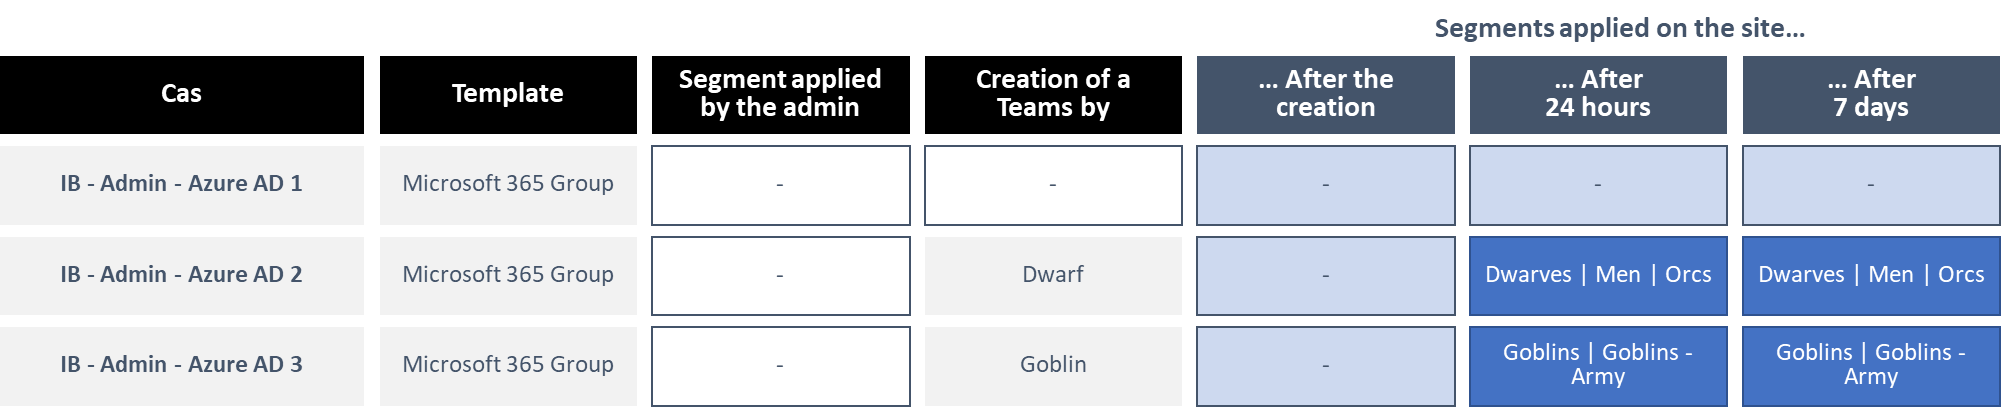 Segments applied on the site...
Cas
Template
Segment applied
by the admin
Creation of a
Teams by
... After the
creation
... After
24 hours
... After
7 days
IB - Admin - Azure AD 1
Microsoft 365 Group
-
-
-
-
-
IB - Admin - Azure AD 2
Microsoft 365 Group
-
Dwarf
-
Dwarves | Men | Orcs
Dwarves | Men | Orcs
IB - Admin - Azure AD 3
Microsoft 365 Group
-
Goblin
-
Goblins | Goblins -
Army
Goblins | Goblins -
Army